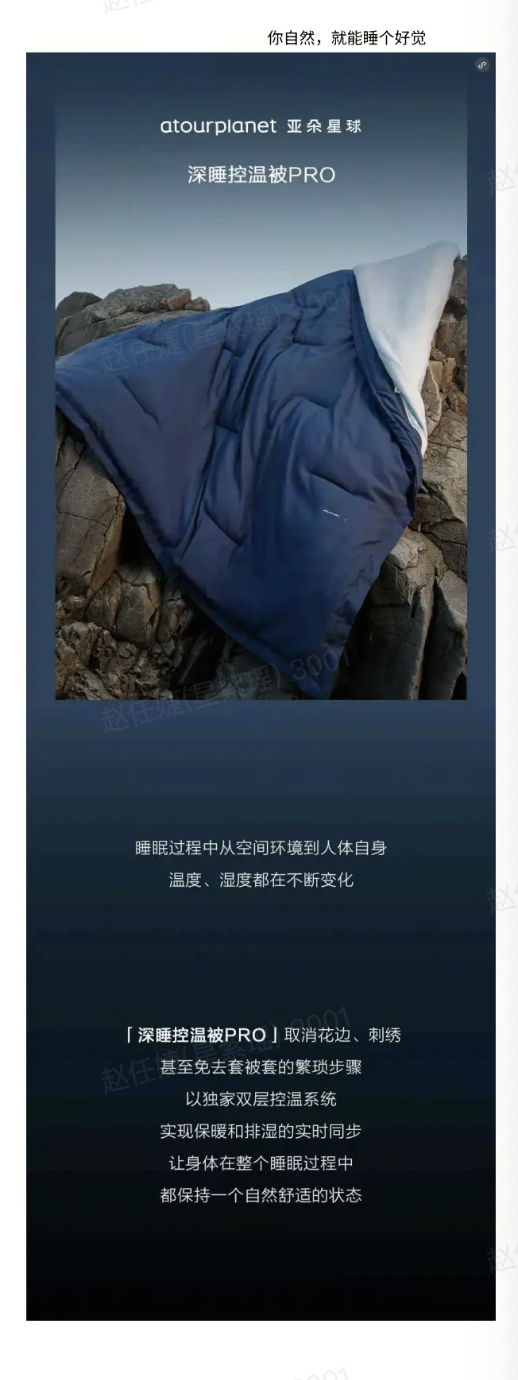 你自然，就能睡个好觉
atourplanet 亚朵星球
深睡控温被PRO
睡眠过程中从空间环境到人体自身
温度、湿度都在不断变化
「深睡控温被PRO」取消花边、刺绣
甚至免去套被套的繁琐步骤
以独家双层控温系统
实现保暖和排湿的实时同步
让身体在整个睡眠过程中
都保持一个自然舒适的状态